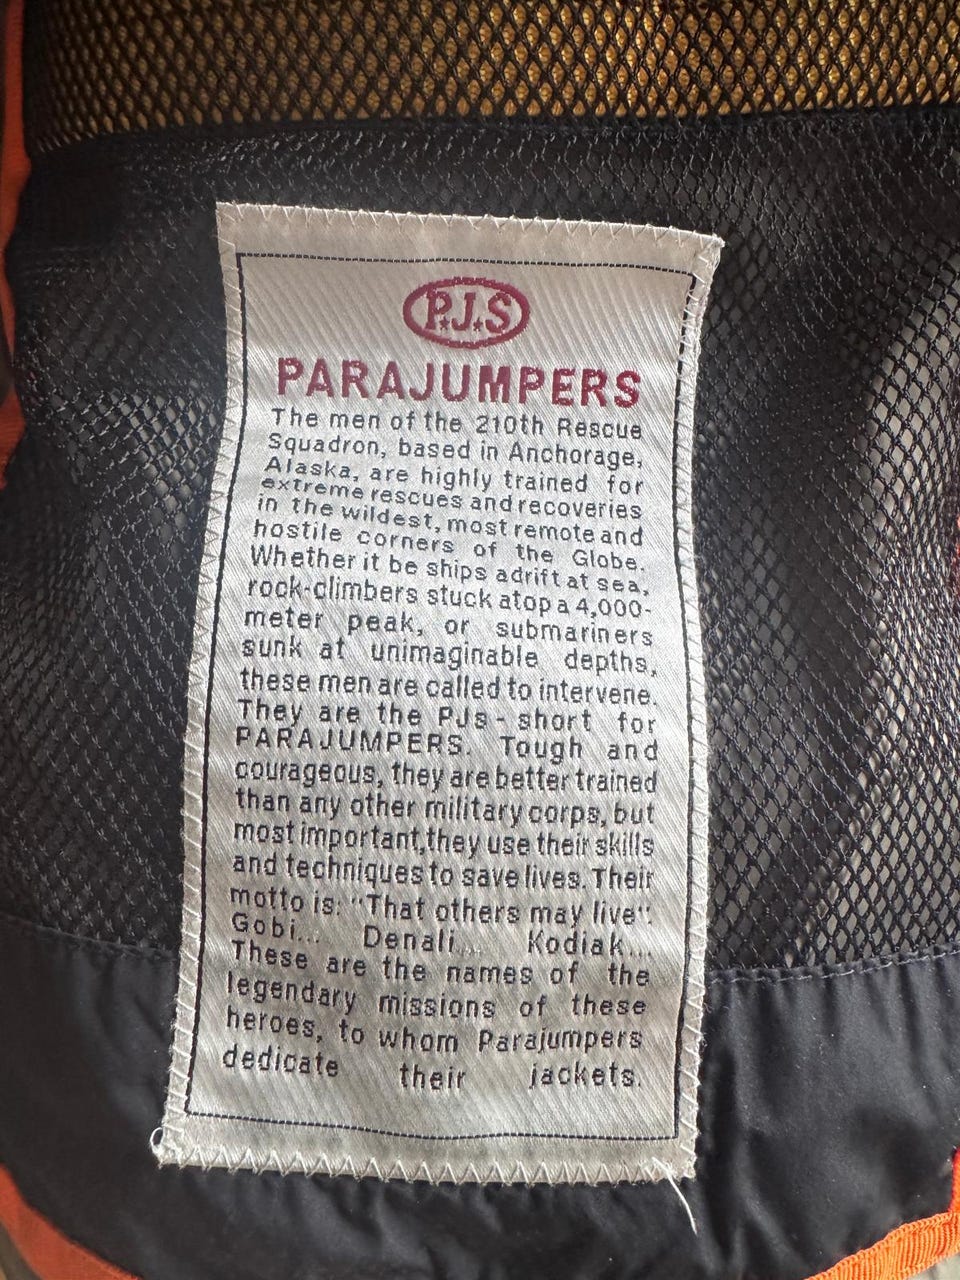 P.J.S
PARAJUMPERS
The men of the 210th Rescue
Squadron, based in Anchorage,
Alaska, are highly trained for
extreme rescues and recoveries
in the wildest, most remote and
hostile corners of the Globe.
Whether it be ships adrift at sea,
rock-climbers stuck atop a 4,000-
meter peak, or submariners
sunk at unimaginable depths,
these men are called to intervene.
They are the PJs - short for
PARAJUMPERS. Tough and
courageous, they are better trained
than any other military corps, but
most important,they use their skills
and techniques to save lives. Their
motto is: "That others may live".
Gobi... Denali... Kodiak...
These are the names of the
legendary missions of these
heroes, to whom Parajumpers
dedicate their jackets.